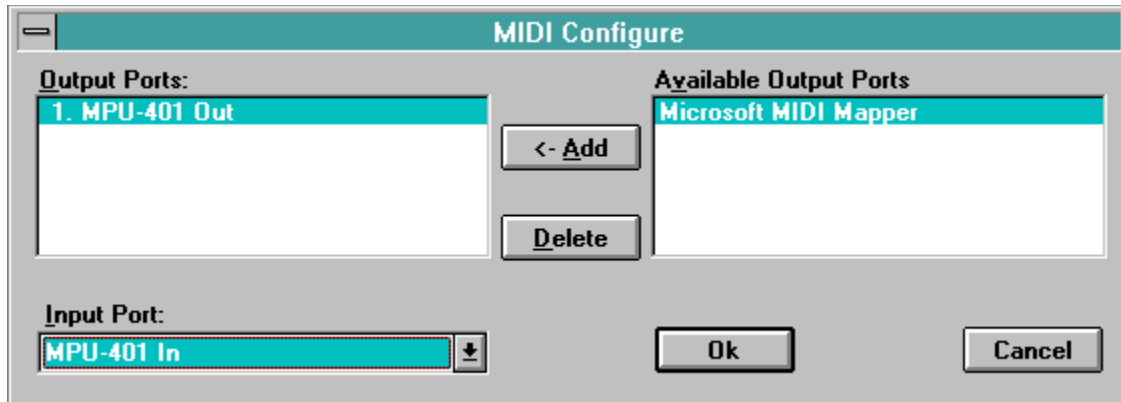 MIDI Configure
Output Ports:
1. MPU-401 Out
<- Add
Delete
Available Output Ports
Microsoft MIDI Mapper
Input Port:
MPU-401 In
Ok
Cancel